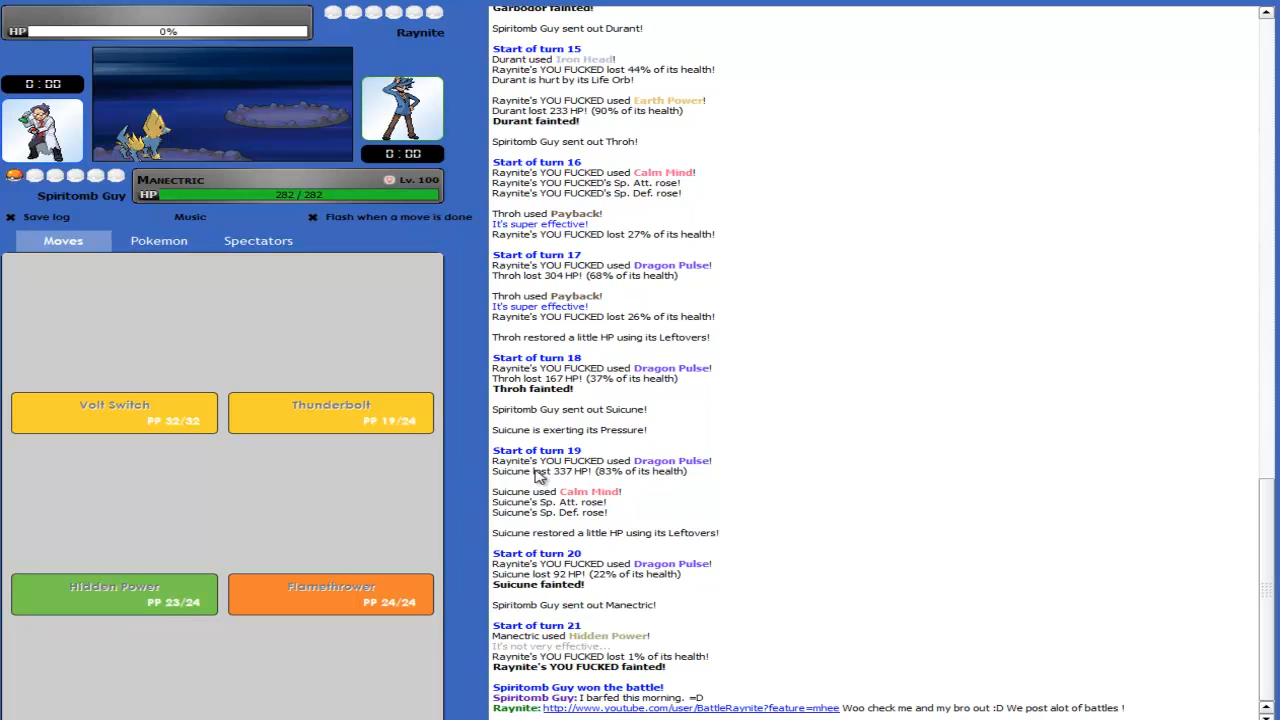 Garbodor fainted!
HP 0%
Raynite
Spiritomb Guy sent out Durant!
Start of turn 15
Durant used Iron Head!
Raynite's YOU FUCKED lost 44% of its health!
Durant is hurt by its Life Orb!
0:00
Raynite's YOU FUCKED used Earth Power!
Durant lost 233 HP! (90% of its health)
Durant fainted!
Spiritomb Guy sent out Throh!
0:00
Start of turn 16
Raynite's YOU FUCKED used Calm Mind!
Raynite's YOU FUCKED's Sp. Att. rose!
Raynite's YOU FUCKED's Sp. Def. rose!
MANECTRIC Lv. 100
HP 282 / 282
Spiritomb Guy
Throh used Payback!
It's super effective!
Raynite's YOU FUCKED lost 27% of its health!
Save log Music Flash when a move is done
Moves Pokemon Spectators
Start of turn 17
Raynite's YOU FUCKED used Dragon Pulse!
Throh lost 304 HP! (68% of its health)
Throh used Payback!
It's super effective!
Raynite's YOU FUCKED lost 26% of its health!
Throh restored a little HP using its Leftovers!
Start of turn 18
Raynite's YOU FUCKED used Dragon Pulse!
Throh lost 167 HP! (37% of its health)
Throh fainted!
Spiritomb Guy sent out Suicune!
Suicune is exerting its Pressure!
Volt Switch
PP 32/32
Thunderbolt
PP 19/24
Start of turn 19
Raynite's YOU FUCKED used Dragon Pulse!
Suicune lost 337 HP! (83% of its health)
Suicune used Calm Mind!
Suicune's Sp. Att. rose!
Suicune's Sp. Def. rose!
Suicune restored a little HP using its Leftovers!
Start of turn 20
Raynite's YOU FUCKED used Dragon Pulse!
Suicune lost 92 HP! (22% of its health)
Suicune fainted!
Hidden Power
PP 23/24
Flamethrower
PP 24/24
Spiritomb Guy sent out Manectric!
Start of turn 21
Manectric used Hidden Power!
It's not very effective...
Raynite's YOU FUCKED lost 1% of its health!
Raynite's YOU FUCKED fainted!
Spiritomb Guy won the battle!
Spiritomb Guy: I barfed this morning. =D
Raynite: http://www.youtube.com/user/BattleRaynite?feature=mhee Woo check me and my bro out :D We post alot of battles !